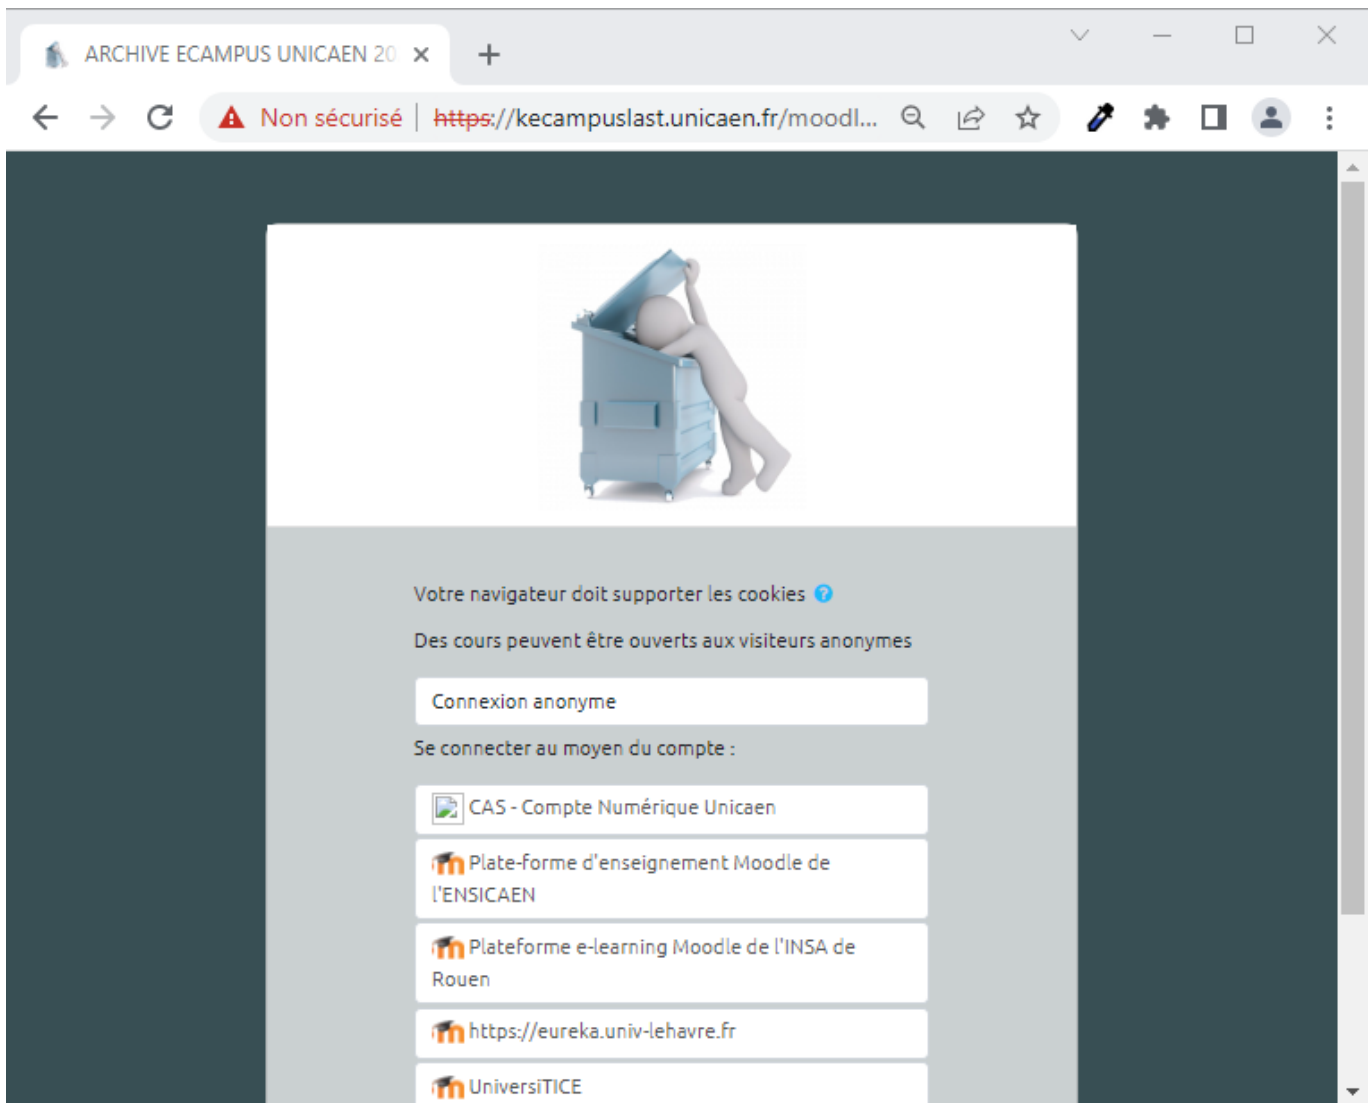 ARCHIVE ECAMPUS UNICAEN 20
Non sécurisé https://kecampuslast.unicaen.fr/moodl...
Votre navigateur doit supporter les cookies
Des cours peuvent être ouverts aux visiteurs anonymes
Connexion anonyme
Se connecter au moyen du compte :
CAS - Compte Numérique Unicaen
Plate-forme d'enseignement Moodle de
l'ENSICAEN
Plateforme e-learning Moodle de l'INSA de
Rouen
https://eureka.univ-lehavre.fr
UniversiTICE